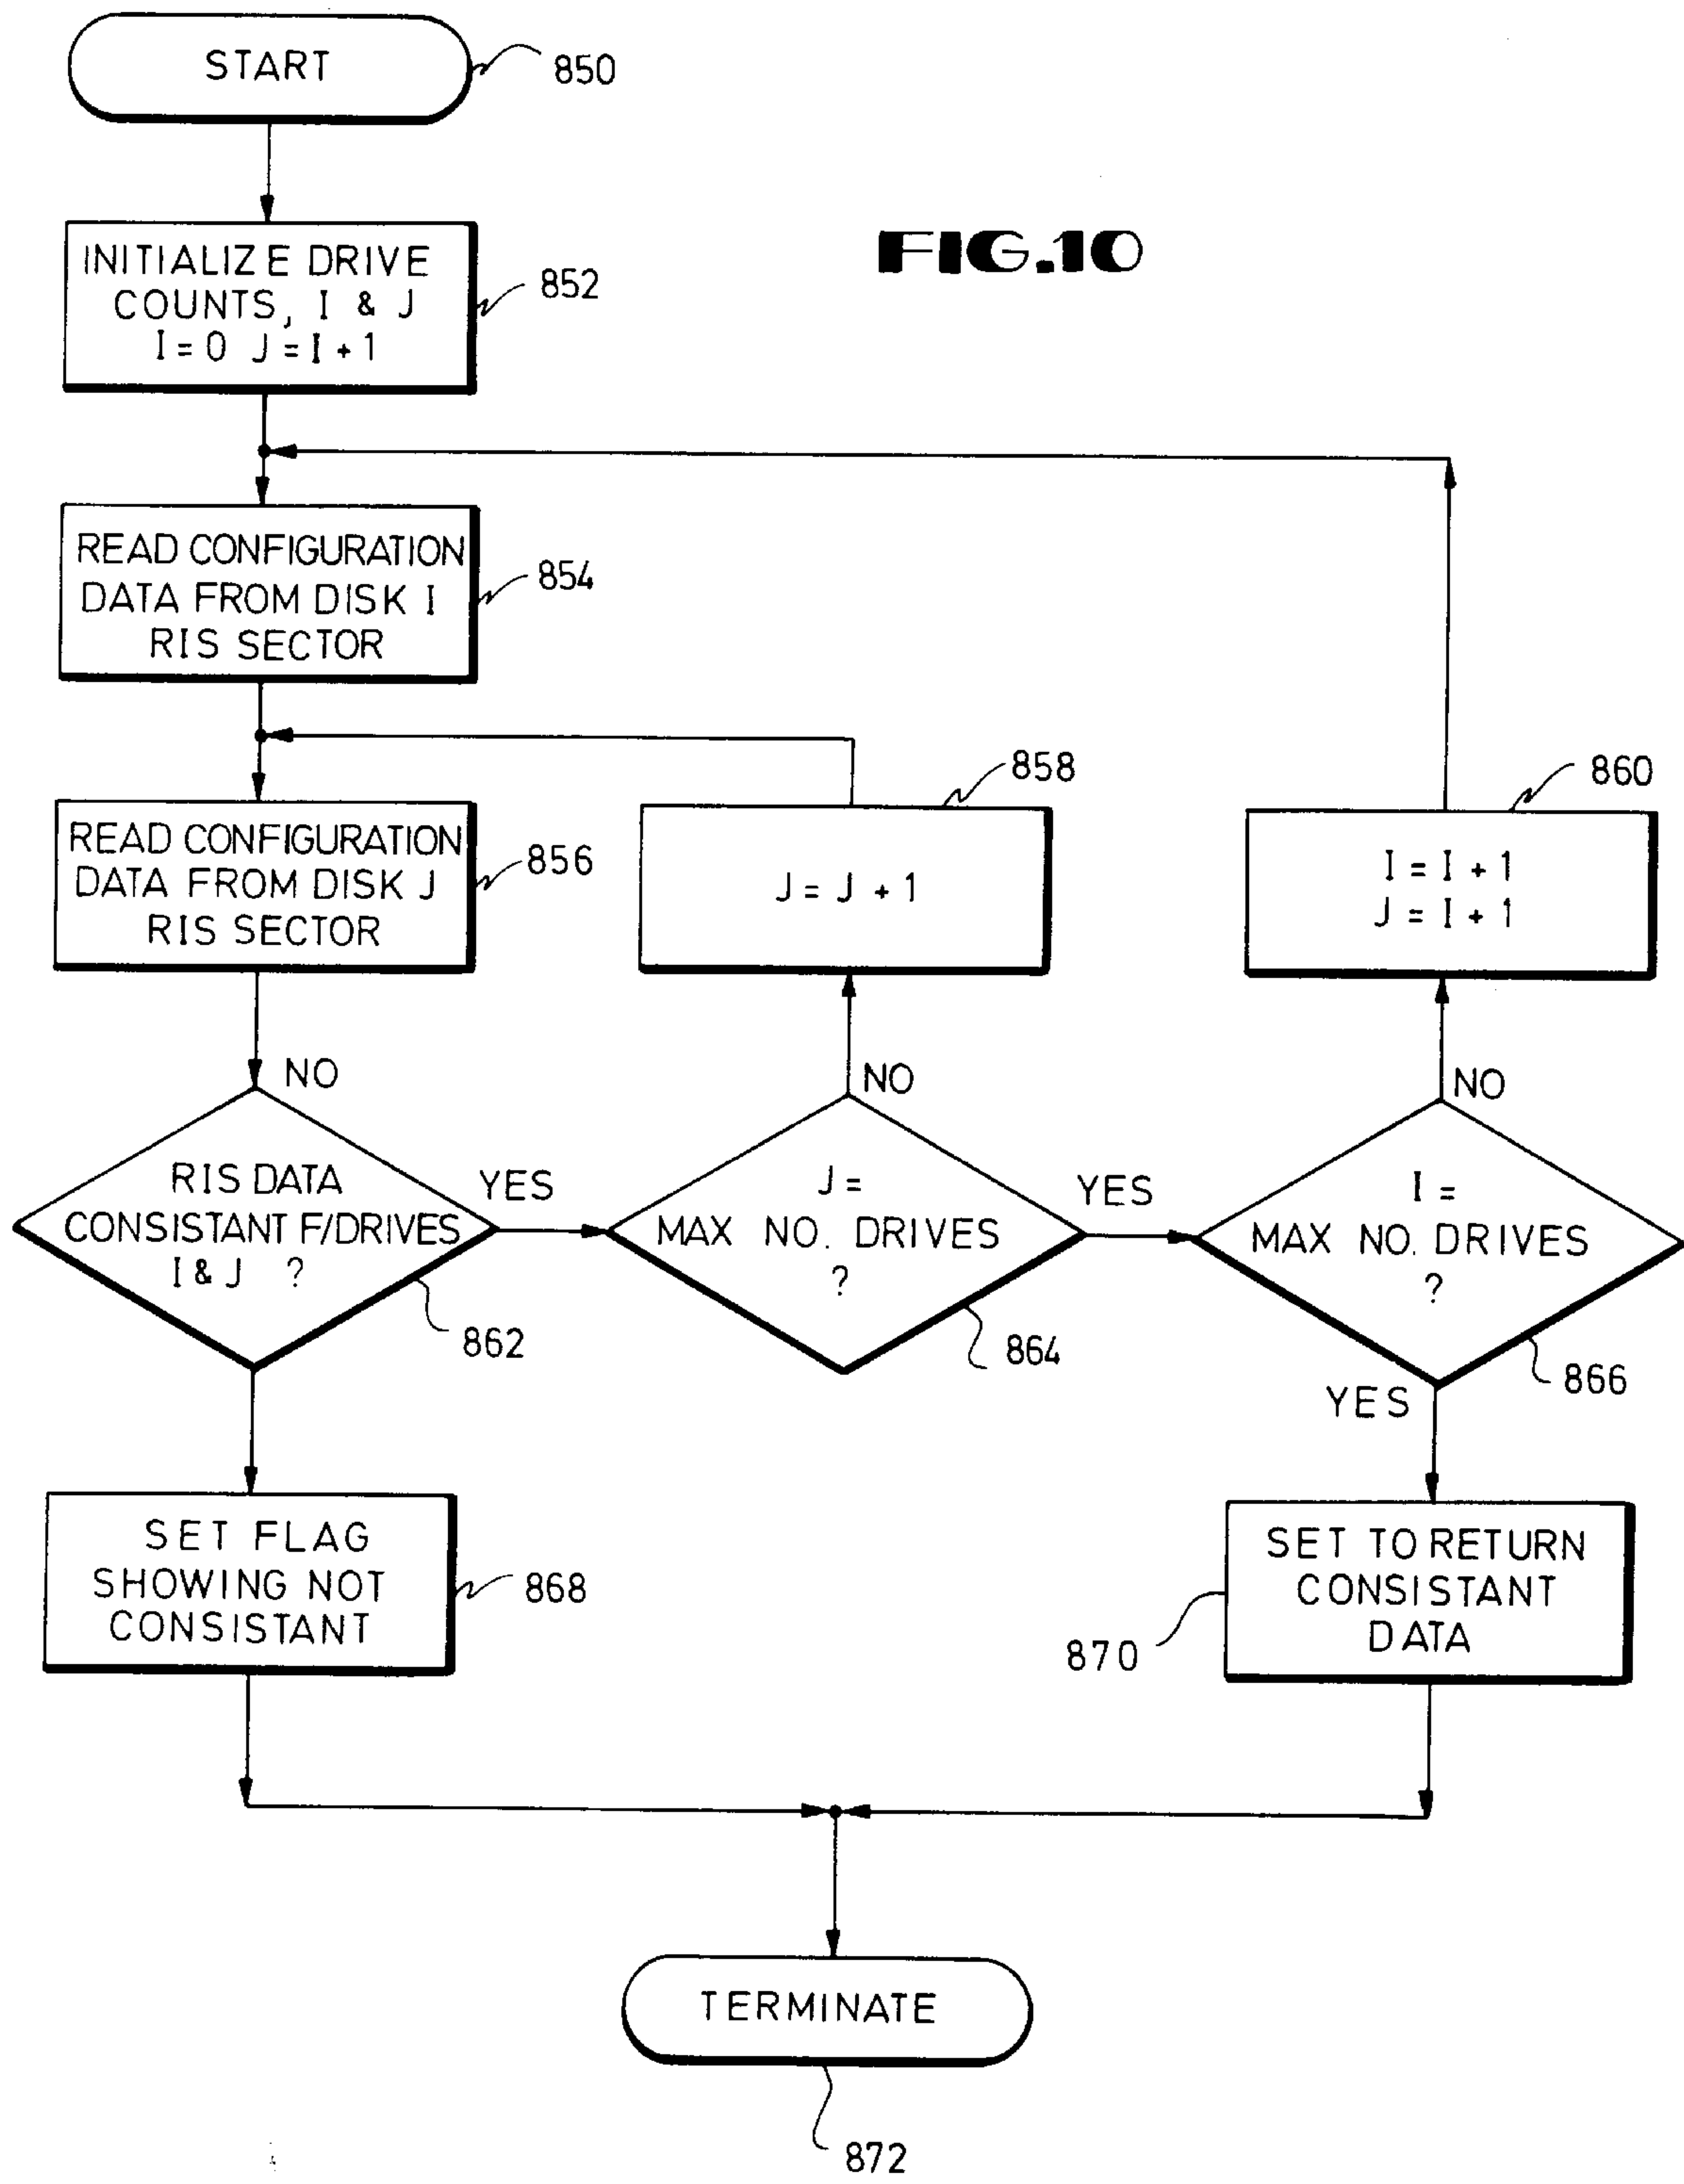 START
850
FIG.10
INITIALIZE DRIVE
COUNTS, I & J
I = 0 J = I + 1
852
READ CONFIGURATION
DATA FROM DISK I
RIS SECTOR
854
READ CONFIGURATION
DATA FROM DISK J
RIS SECTOR
856
J = J + 1
858
I = I + 1
J = I + 1
860
NO
RIS DATA
CONSISTANT F/DRIVES
I & J ?
862
YES
NO
J =
MAX NO. DRIVES
?
864
YES
NO
I =
MAX NO. DRIVES
?
866
YES
SET FLAG
SHOWING NOT
CONSISTANT
868
SET TO RETURN
CONSISTANT
DATA
870
TERMINATE
872